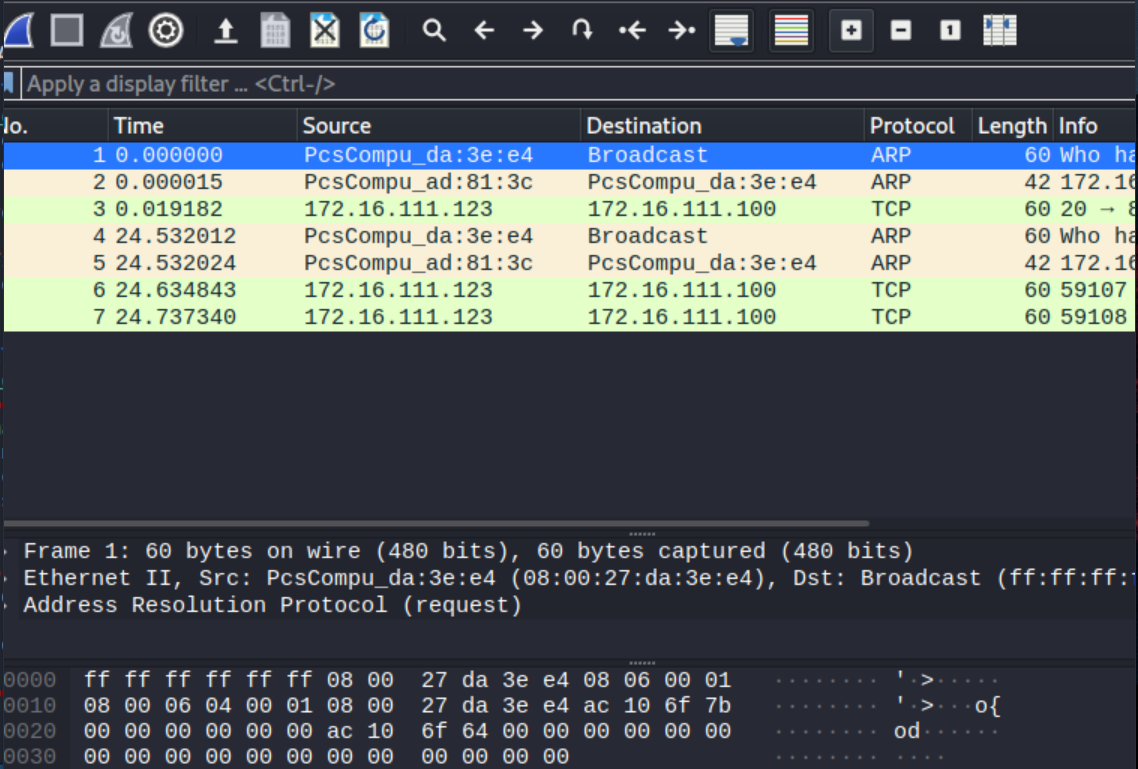 Apply a display filter … <Ctrl-/>
No. Time Source Destination Protocol Length Info
1 0.000000 PcsCompu_da:3e:e4 Broadcast ARP 60 Who ha
2 0.000015 PcsCompu_ad:81:3c PcsCompu_da:3e:e4 ARP 42 172.16
3 0.019182 172.16.111.123 172.16.111.100 TCP 60 20 → 8
4 24.532012 PcsCompu_da:3e:e4 Broadcast ARP 60 Who ha
5 24.532024 PcsCompu_ad:81:3c PcsCompu_da:3e:e4 ARP 42 172.16
6 24.634843 172.16.111.123 172.16.111.100 TCP 60 59107
7 24.737340 172.16.111.123 172.16.111.100 TCP 60 59108
Frame 1: 60 bytes on wire (480 bits), 60 bytes captured (480 bits)
Ethernet II, Src: PcsCompu_da:3e:e4 (08:00:27:da:3e:e4), Dst: Broadcast (ff:ff:ff:
Address Resolution Protocol (request)
0000 ff ff ff ff ff ff 08 00 27 da 3e e4 08 06 00 01 ········ '·>·····
0010 08 00 06 04 00 01 08 00 27 da 3e e4 ac 10 6f 7b ········ '·>···o{
0020 00 00 00 00 00 00 ac 10 6f 64 00 00 00 00 00 00 ········ od······
0030 00 00 00 00 00 00 00 00 00 00 00 00 ········ ····